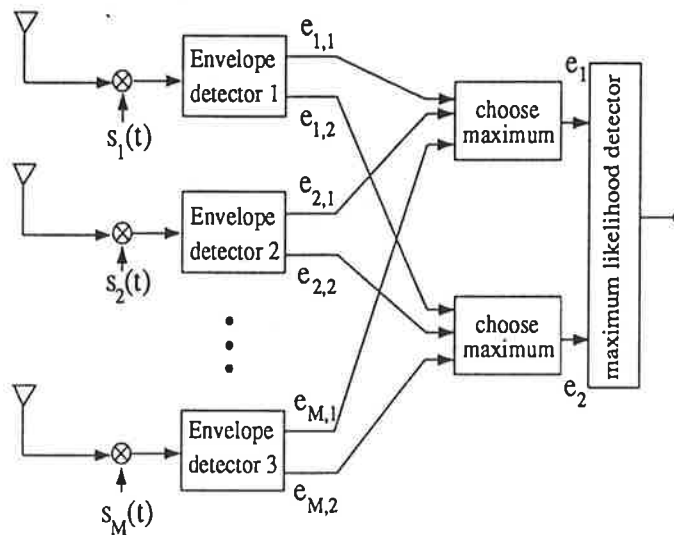 Envelope
detector 1
e1,1
e1,2
s1(t)
choose
maximum
e1
Envelope
detector 2
e2,1
e2,2
s2(t)
choose
maximum
e2
maximum likelihood detector
Envelope
detector 3
eM,1
eM,2
sM(t)